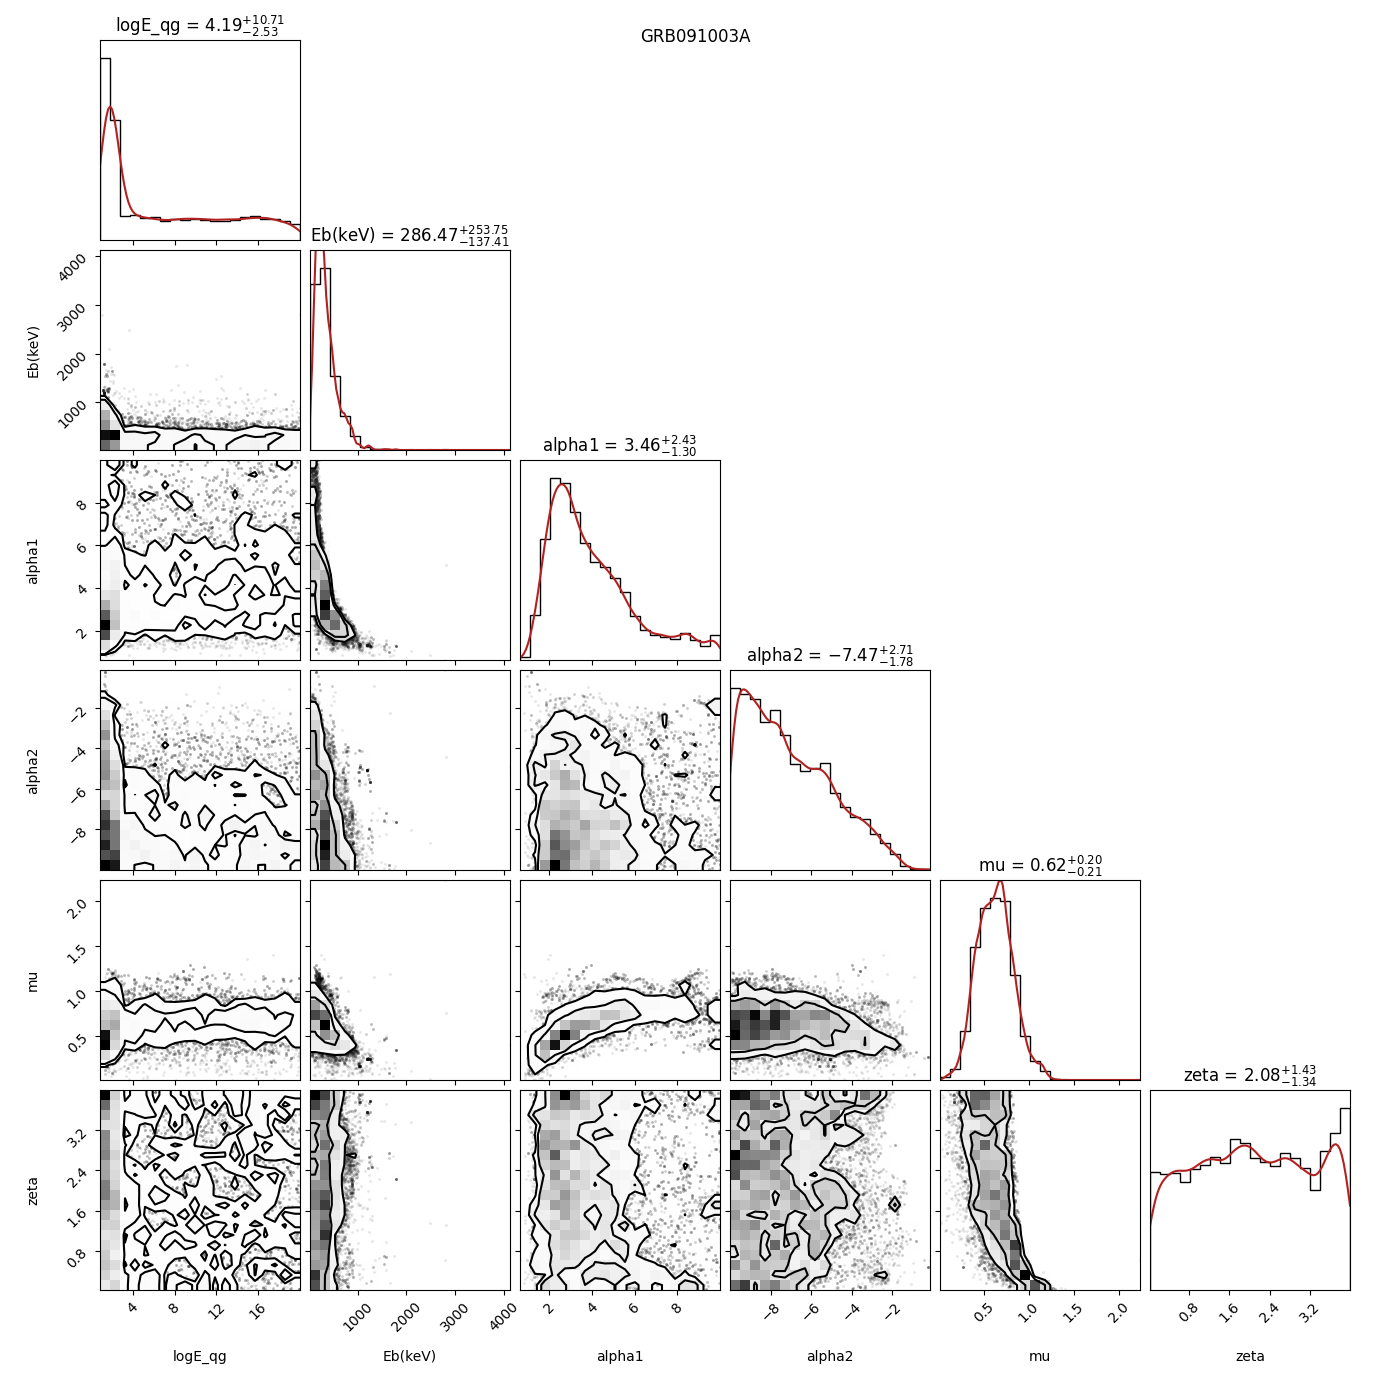 logE_qg = 4.19+10.71−2.53
GRB091003A
Eb(keV) = 286.47+253.75−137.41
4000
3000
2000
1000
Eb(keV)
alpha1 = 3.46+2.43−1.30
8
6
4
2
alpha1
alpha2 = −7.47+2.71−1.78
−2
−4
−6
−8
alpha2
mu = 0.62+0.20−0.21
2.0
1.5
1.0
0.5
mu
zeta = 2.08+1.43−1.34
3.2
2.4
1.6
0.8
zeta
4 8 12 16
1000 2000 3000 4000
2 4 6 8
−8 −6 −4 −2
0.5 1.0 1.5 2.0
0.8 1.6 2.4 3.2
logE_qg Eb(keV) alpha1 alpha2 mu zeta